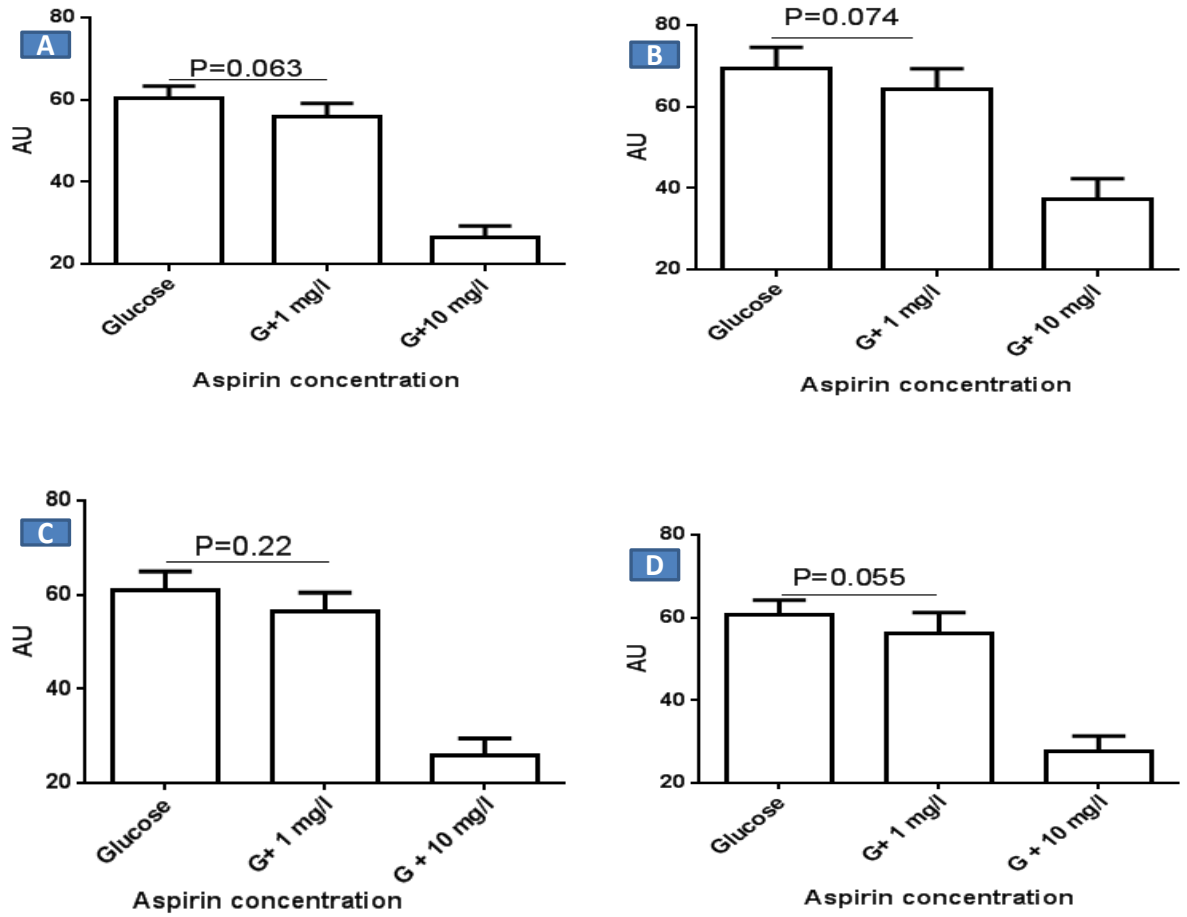 A
80
P=0.063
60
AU
40
20
Glucose
G+1 mg/l
G+10 mg/l
Aspirin concentration
B
80
P=0.074
60
AU
40
20
Glucose
G+ 1 mg/l
G+ 10 mg/l
Aspirin concentration
C
80
P=0.22
60
AU
40
20
Glucose
G+ 1 mg/l
G + 10 mg/l
Aspirin concentration
D
80
P=0.055
60
AU
40
20
Glucose
G+ 1 mg/l
G + 10 mg/l
Aspirin concentration